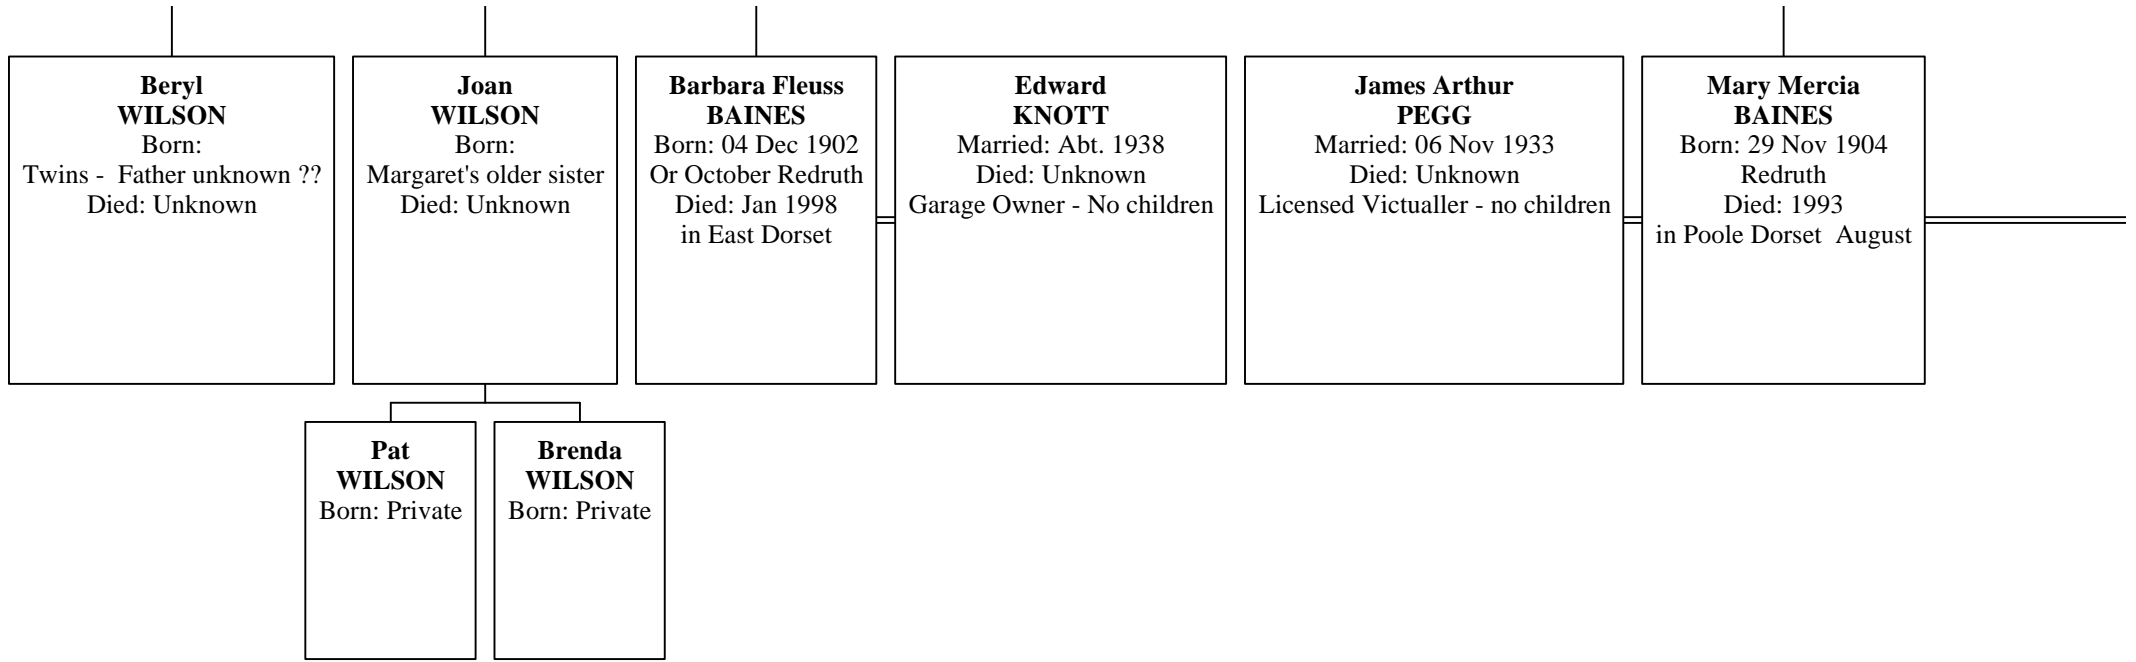 Beryl
WILSON
Born:
Twins -  Father unknown ??
Died: Unknown
Joan
WILSON
Born:
Margaret's older sister
Died: Unknown
Barbara Fleuss
BAINES
Born: 04 Dec 1902
Or October Redruth
Died: Jan 1998
in East Dorset
Edward
KNOTT
Married: Abt. 1938
Died: Unknown
Garage Owner - No children
James Arthur
PEGG
Married: 06 Nov 1933
Died: Unknown
Licensed Victualler - no children
Mary Mercia
BAINES
Born: 29 Nov 1904
Redruth
Died: 1993
in Poole Dorset  August
Pat
WILSON
Born: Private
Brenda
WILSON
Born: Private